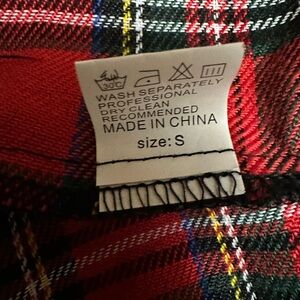 30°C
WASH SEPARATELY
PROFESSIONAL
DRY CLEAN
RECOMMENDED
MADE IN CHINA
size: S